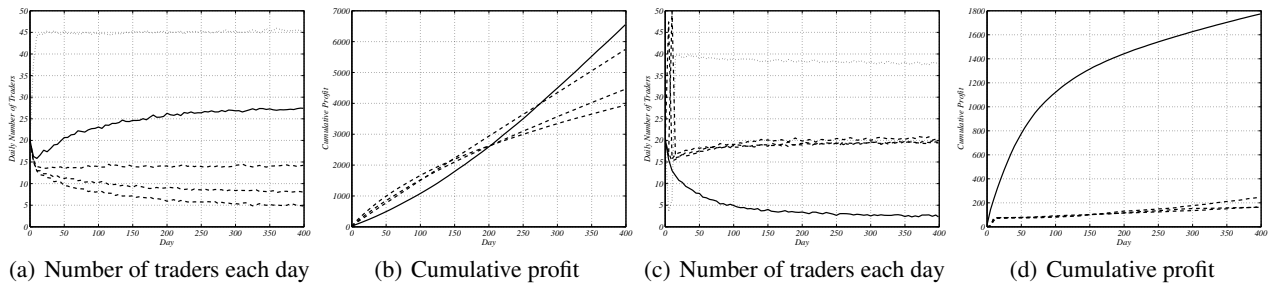 Daily Number of Traders
50
45
40
35
30
25
20
15
10
5
0
0 50 100 150 200 250 300 350 400
Day
(a) Number of traders each day
Cumulative Profit
7000
6000
5000
4000
3000
2000
1000
0
0 50 100 150 200 250 300 350 400
Day
(b) Cumulative profit
Daily Number of Traders
50
45
40
35
30
25
20
15
10
5
0
0 50 100 150 200 250 300 350 400
Day
(c) Number of traders each day
Cumulative Profit
1800
1600
1400
1200
1000
800
600
400
200
0
0 50 100 150 200 250 300 350 400
Day
(d) Cumulative profit